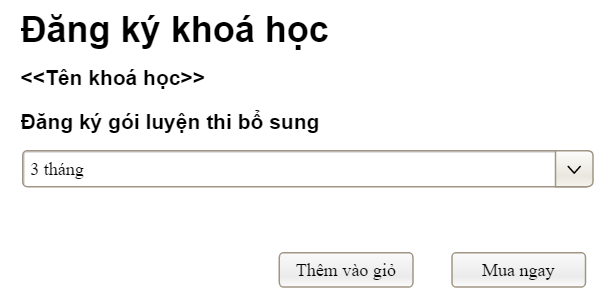 Đăng ký khoá học
<<Tên khoá học>>
Đăng ký gói luyện thi bổ sung
3 tháng
Thêm vào giỏ
Mua ngay